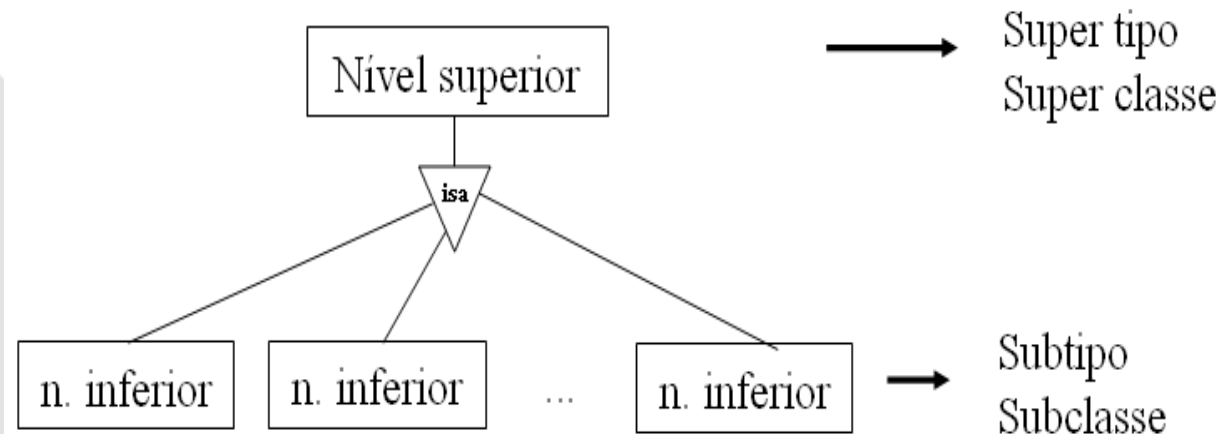 Nível superior
Super tipo
Super classe
isa
n. inferior
n. inferior
...
n. inferior
Subtipo
Subclasse